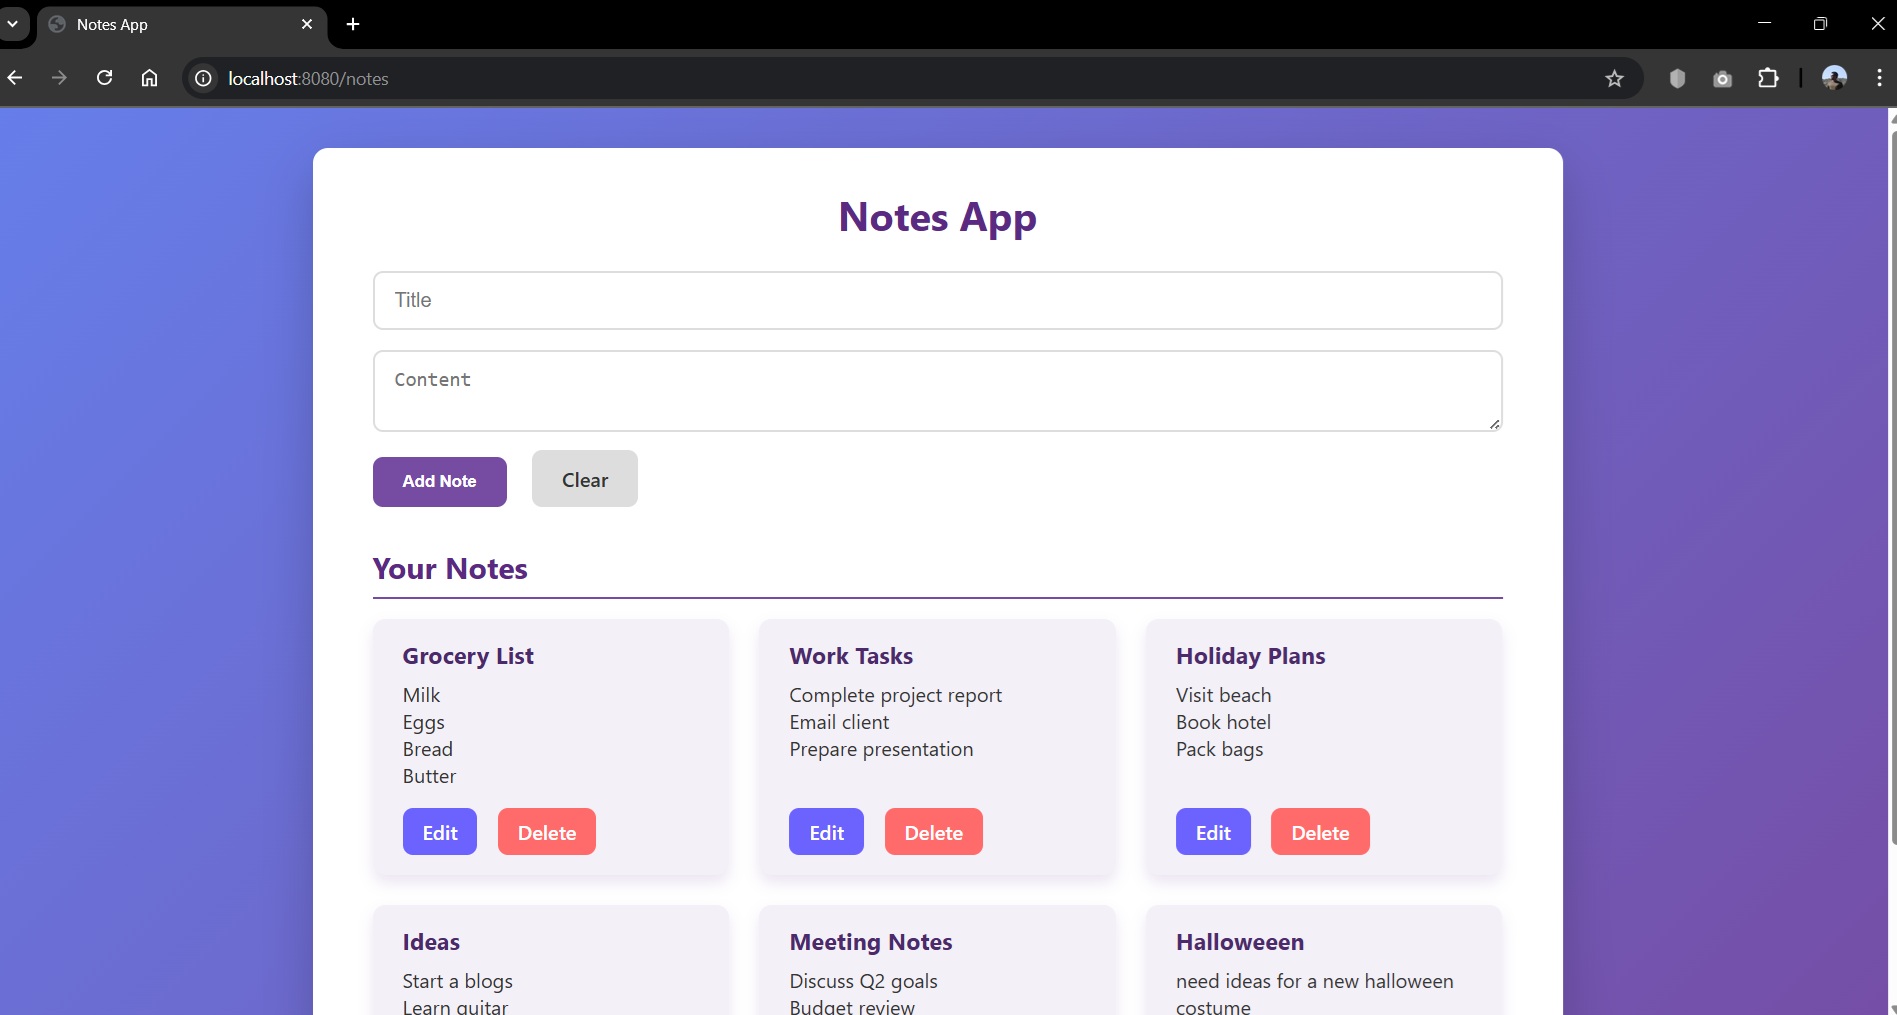 Notes App
localhost:8080/notes
Notes App
Title
Content
Add Note
Clear
Your Notes
Grocery List
Milk
Eggs
Bread
Butter
Edit
Delete
Work Tasks
Complete project report
Email client
Prepare presentation
Edit
Delete
Holiday Plans
Visit beach
Book hotel
Pack bags
Edit
Delete
Ideas
Start a blogs
Learn guitar
Meeting Notes
Discuss Q2 goals
Budget review
Halloweeen
need ideas for a new halloween
costume